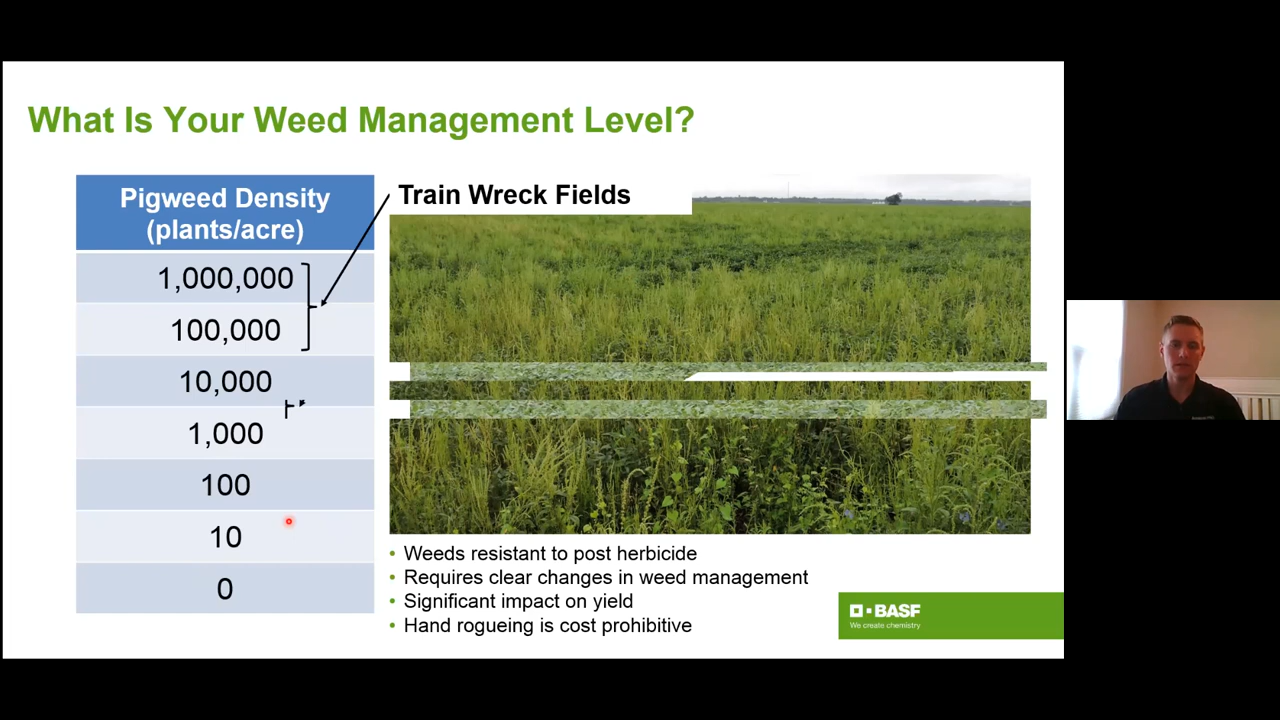 What Is Your Weed Management Level?
Pigweed Density
(plants/acre)
1,000,000
100,000
10,000
1,000
100
10
0
Train Wreck Fields
• Weeds resistant to post herbicide
• Requires clear changes in weed management
• Significant impact on yield
• Hand rogueing is cost prohibitive
BASF
We create chemistry